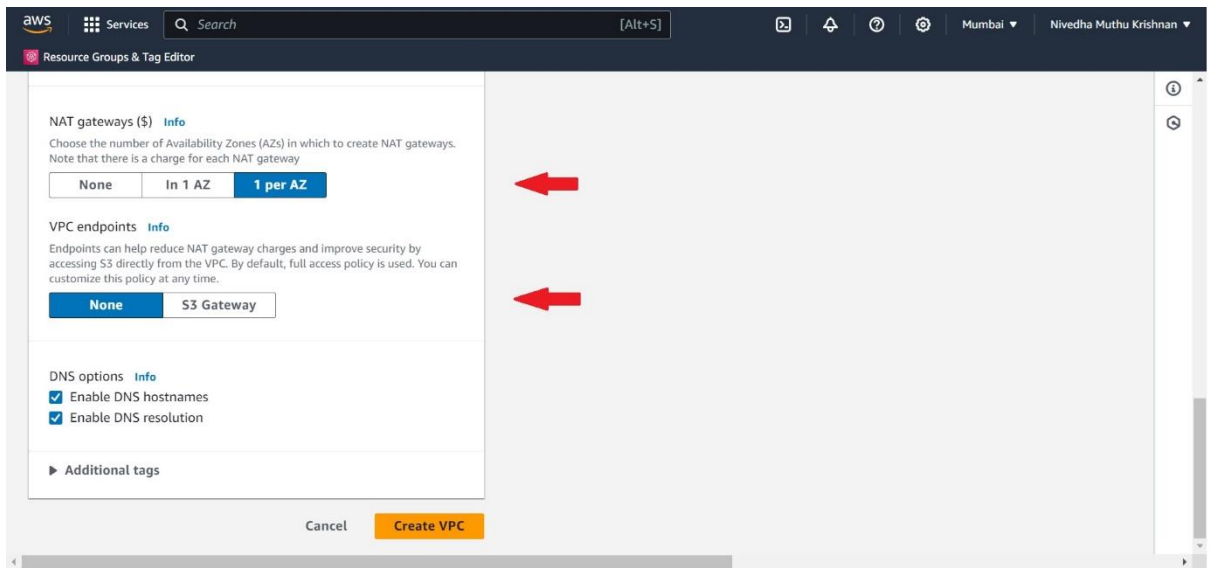 aws Services Search [Alt+S] Mumbai ▼ Nivedha Muthu Krishnan ▼
Resource Groups & Tag Editor
NAT gateways ($) Info
Choose the number of Availability Zones (AZs) in which to create NAT gateways.
Note that there is a charge for each NAT gateway
None In 1 AZ 1 per AZ
VPC endpoints Info
Endpoints can help reduce NAT gateway charges and improve security by
accessing S3 directly from the VPC. By default, full access policy is used. You can
customize this policy at any time.
None S3 Gateway
DNS options Info
Enable DNS hostnames
Enable DNS resolution
Additional tags
Cancel Create VPC